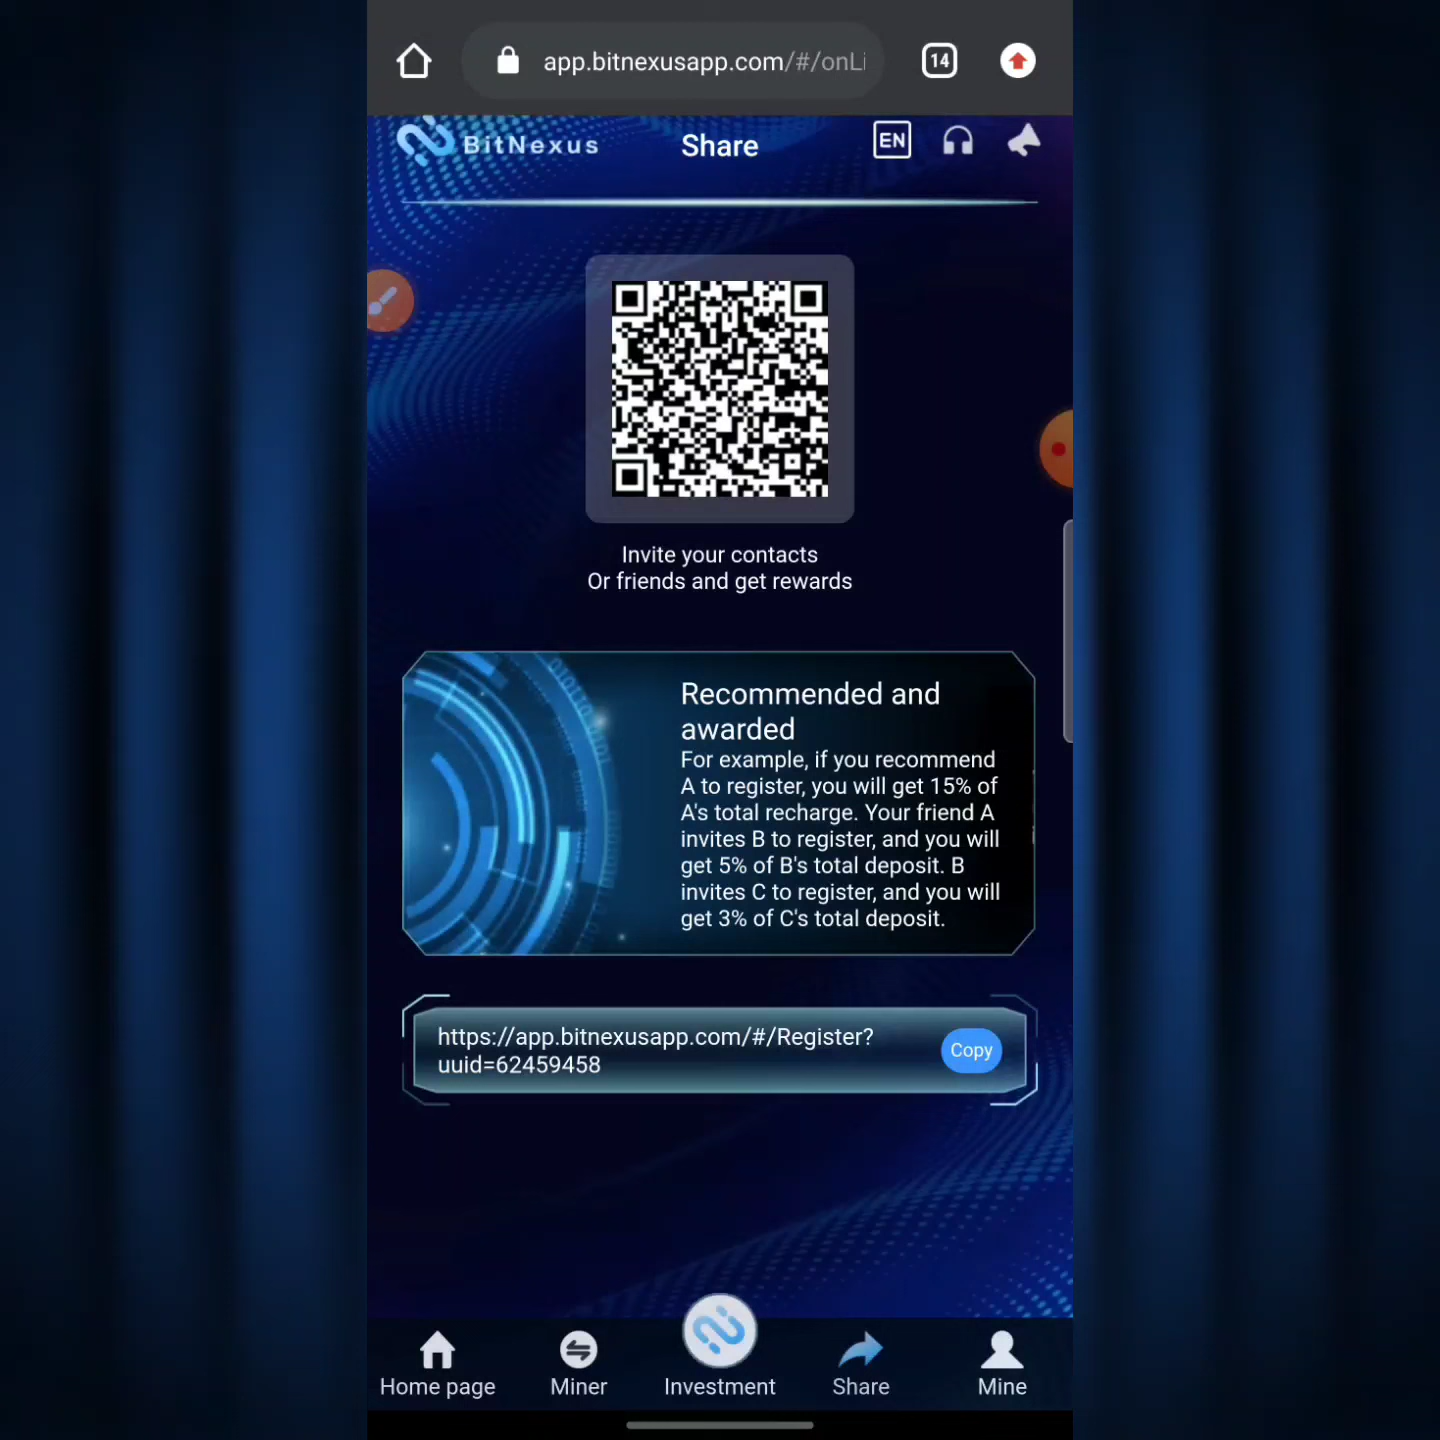 app.bitnexusapp.com/#/onLi
14
BitNexus
Share
EN
Invite your contacts
Or friends and get rewards
Recommended and
awarded
For example, if you recommend
A to register, you will get 15% of
A's total recharge. Your friend A
invites B to register, and you will
get 5% of B's total deposit. B
invites C to register, and you will
get 3% of C's total deposit.
https://app.bitnexusapp.com/#/Register?
uuid=62459458
Copy
Home page
Miner
Investment
Share
Mine